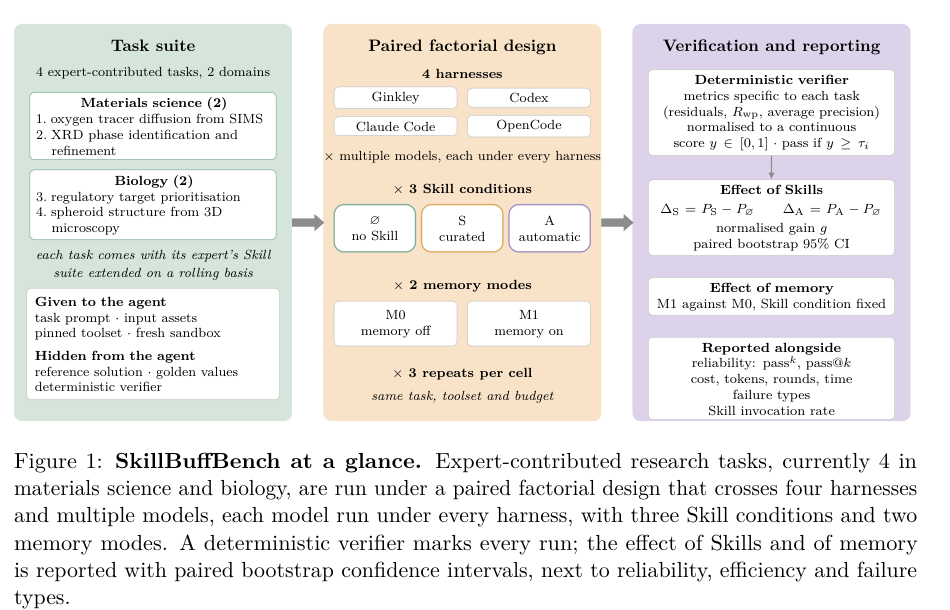 Task suite
4 expert-contributed tasks, 2 domains
Materials science (2)
1. oxygen tracer diffusion from SIMS
2. XRD phase identification and
refinement
Biology (2)
3. regulatory target prioritisation
4. spheroid structure from 3D
microscopy
each task comes with its expert's Skill
suite extended on a rolling basis
Given to the agent
task prompt · input assets
pinned toolset · fresh sandbox
Hidden from the agent
reference solution · golden values
deterministic verifier
Paired factorial design
4 harnesses
Ginkley
Codex
Claude Code
OpenCode
× multiple models, each under every harness
× 3 Skill conditions
∅
no Skill
S
curated
A
automatic
× 2 memory modes
M0
memory off
M1
memory on
× 3 repeats per cell
same task, toolset and budget
Verification and reporting
Deterministic verifier
metrics specific to each task
(residuals, R_wp, average precision)
normalised to a continuous
score y ∈ [0, 1] · pass if y ≥ τ_i
Effect of Skills
Δ_S = P_S − P_∅ Δ_A = P_A − P_∅
normalised gain g
paired bootstrap 95% CI
Effect of memory
M1 against M0, Skill condition fixed
Reported alongside
reliability: pass^k, pass@k
cost, tokens, rounds, time
failure types
Skill invocation rate
Figure 1: SkillBuffBench at a glance. Expert-contributed research tasks, currently 4 in
materials science and biology, are run under a paired factorial design that crosses four harnesses
and multiple models, each model run under every harness, with three Skill conditions and two
memory modes. A deterministic verifier marks every run; the effect of Skills and of memory
is reported with paired bootstrap confidence intervals, next to reliability, efficiency and failure
types.